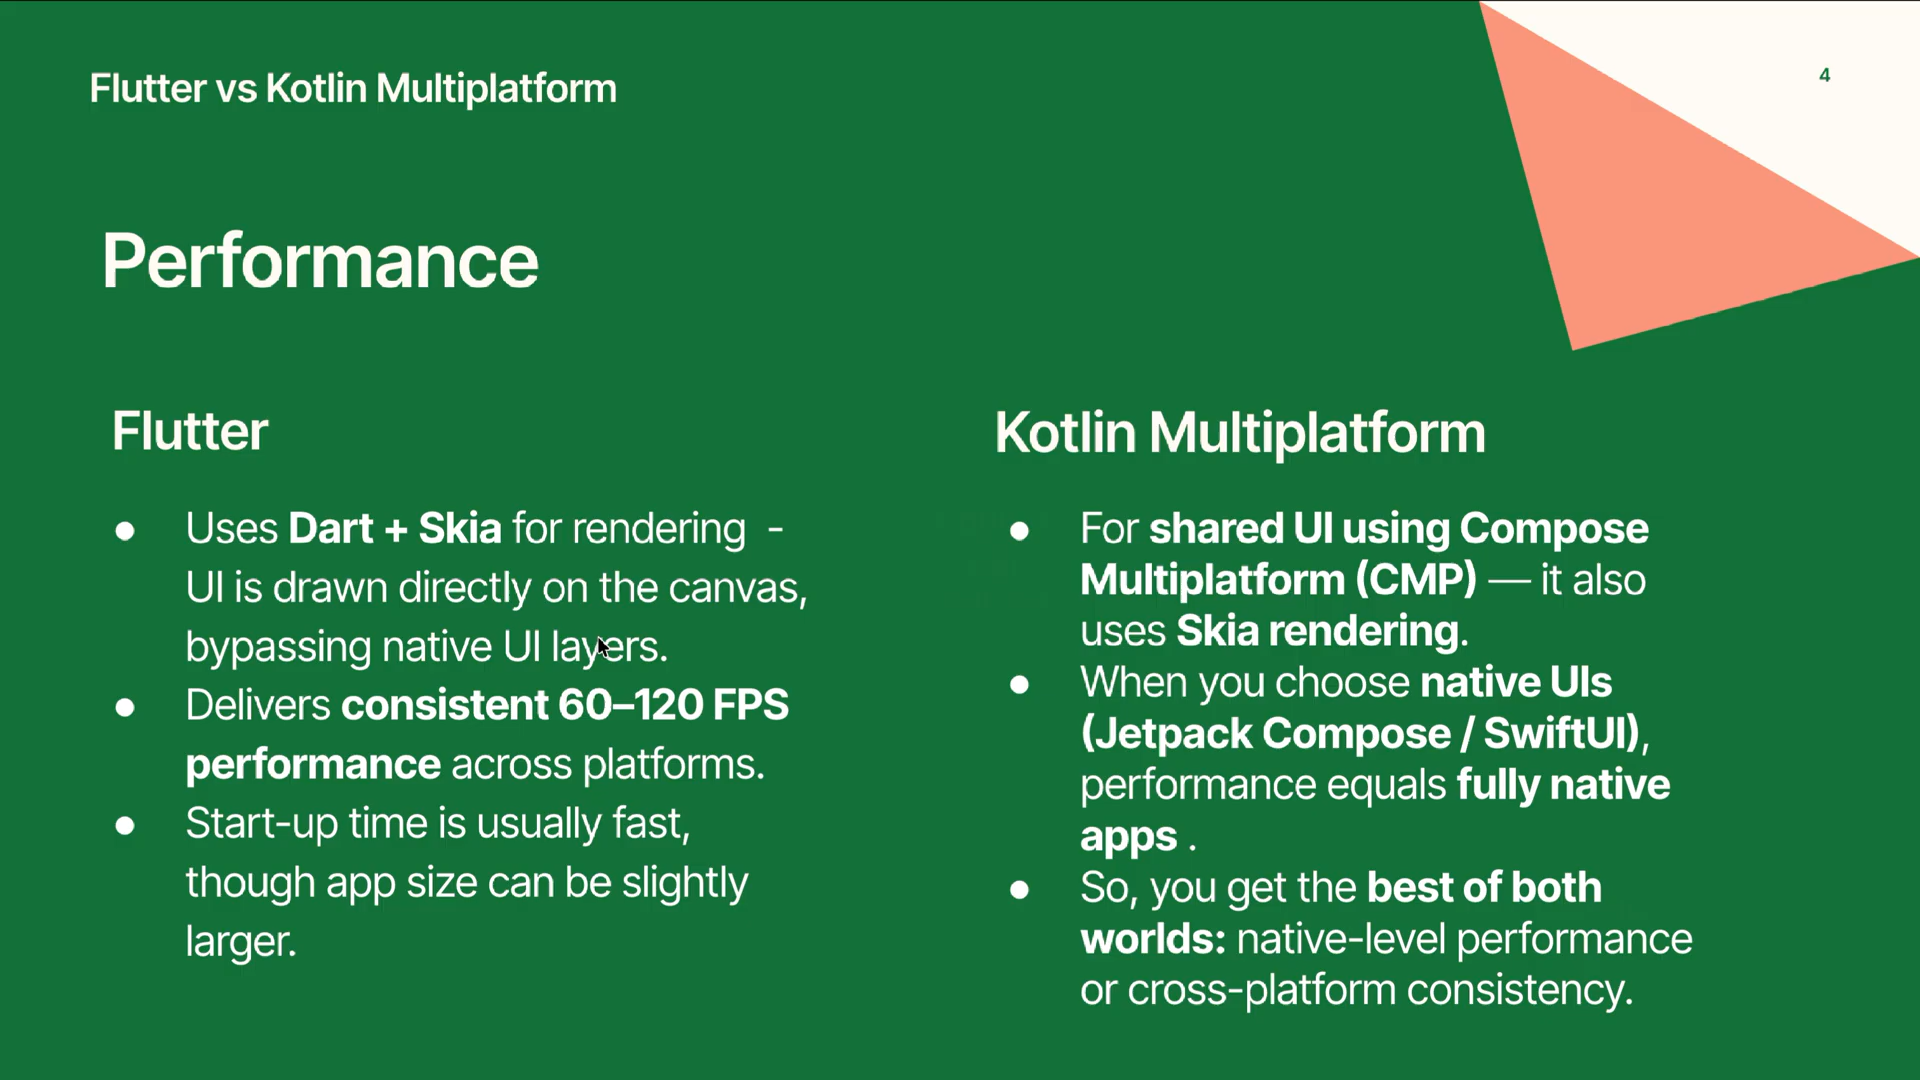 Flutter vs Kotlin Multiplatform
4
Performance
Flutter
● Uses Dart + Skia for rendering -
UI is drawn directly on the canvas,
bypassing native UI layers.
● Delivers consistent 60–120 FPS
performance across platforms.
● Start-up time is usually fast,
though app size can be slightly
larger.
Kotlin Multiplatform
● For shared UI using Compose
Multiplatform (CMP) — it also
uses Skia rendering.
● When you choose native UIs
(Jetpack Compose / SwiftUI),
performance equals fully native
apps .
● So, you get the best of both
worlds: native-level performance
or cross-platform consistency.